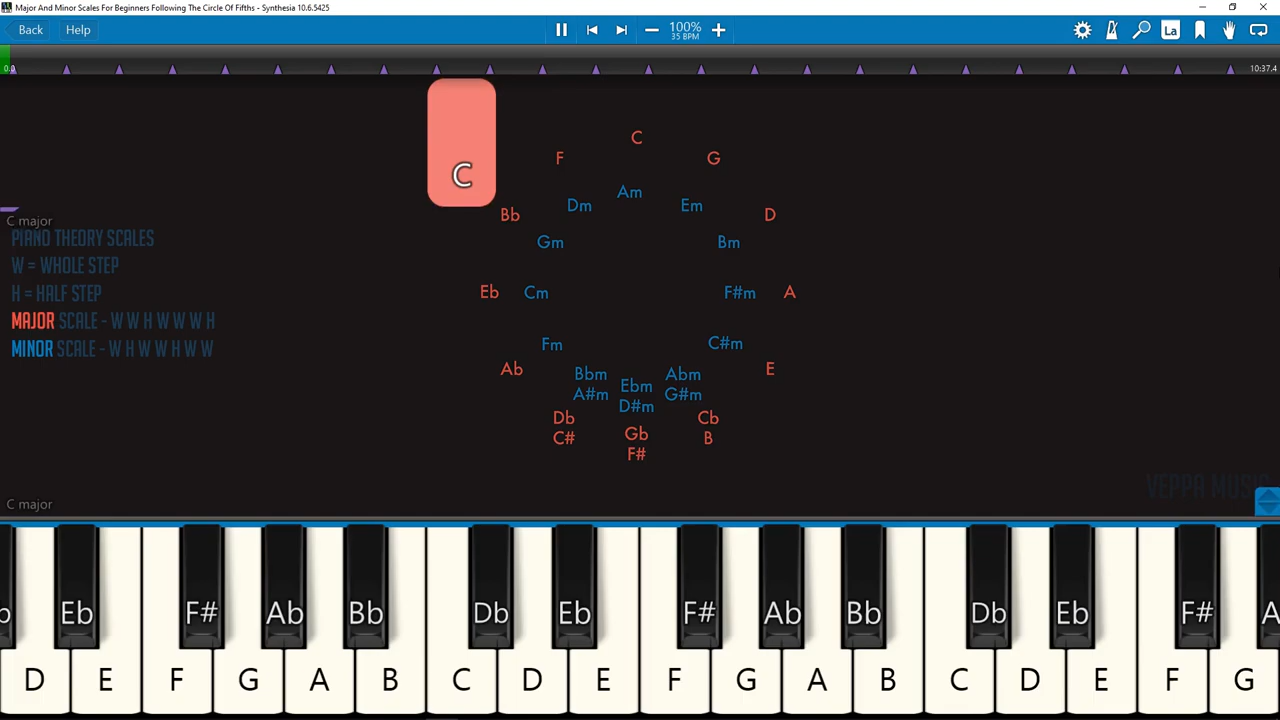 Major And Minor Scales For Beginners Following The Circle Of Fifths - Synthesia 10.6.5425
Back Help 100% La
35 BPM
0.0 10:37.4
C
C
F G
Am
Dm Em
Bb D
C major
PIANO THEORY SCALES
Gm Bm
W = WHOLE STEP
H = HALF STEP
Eb Cm F#m A
MAJOR SCALE - W W H W W W H
MINOR SCALE - W H W W H W W
Fm C#m
Ab E
Bbm Ebm Abm
A#m D#m G#m
Db Gb Cb
C# F# B
VEPPA MUSIC
C major
b Eb F# Ab Bb Db Eb F# Ab Bb Db Eb F# A
D E F G A B C D E F G A B C D E F G